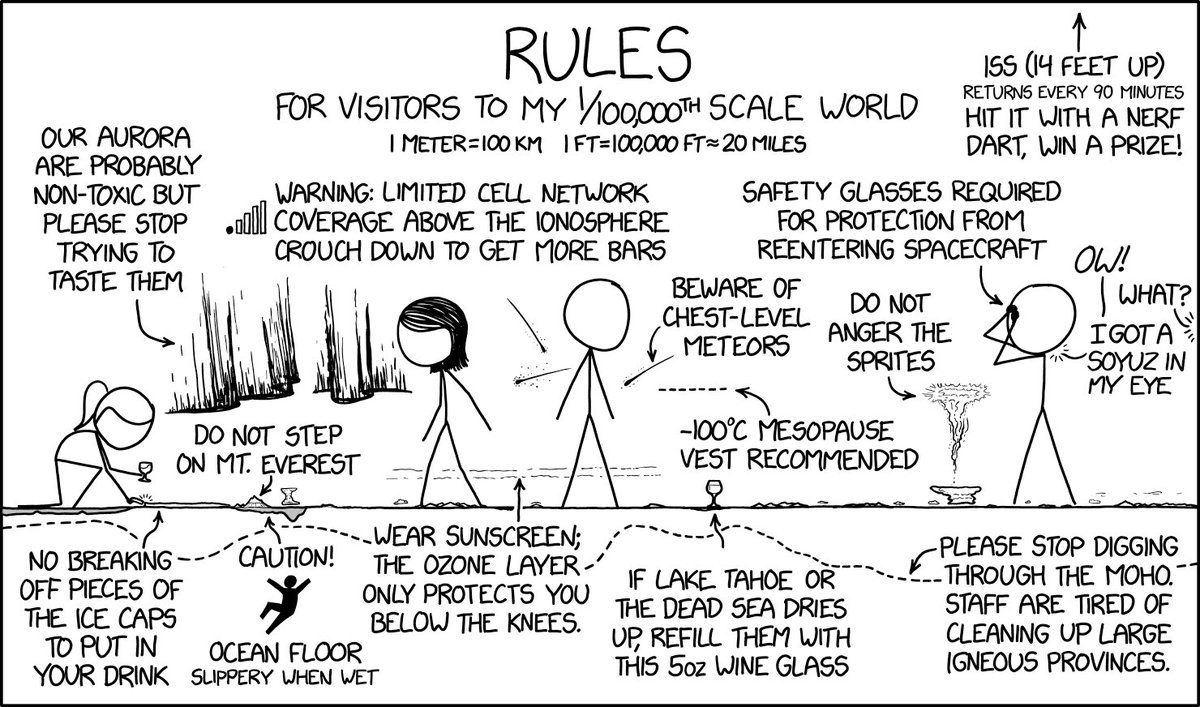 RULES
FOR VISITORS TO MY 1/100,000TH SCALE WORLD
1 METER=100 KM 1 FT=100,000 FT≈20 MILES
ISS (14 FEET UP)
RETURNS EVERY 90 MINUTES
HIT IT WITH A NERF
DART, WIN A PRIZE!
OUR AURORA
ARE PROBABLY
NON-TOXIC BUT
PLEASE STOP
TRYING TO
TASTE THEM
WARNING: LIMITED CELL NETWORK
COVERAGE ABOVE THE IONOSPHERE
CROUCH DOWN TO GET MORE BARS
SAFETY GLASSES REQUIRED
FOR PROTECTION FROM
REENTERING SPACECRAFT
BEWARE OF
CHEST-LEVEL
METEORS
DO NOT
ANGER THE
SPRITES
OW!
WHAT?
I GOT A
SOYUZ IN
MY EYE
DO NOT STEP
ON MT. EVEREST
~100°C MESOPAUSE
VEST RECOMMENDED
NO BREAKING
OFF PIECES OF
THE ICE CAPS
TO PUT IN
YOUR DRINK
CAUTION!
OCEAN FLOOR
SLIPPERY WHEN WET
WEAR SUNSCREEN;
THE OZONE LAYER
ONLY PROTECTS YOU
BELOW THE KNEES.
IF LAKE TAHOE OR
THE DEAD SEA DRIES
UP, REFILL THEM WITH
THIS 5OZ WINE GLASS
PLEASE STOP DIGGING
THROUGH THE MOHO.
STAFF ARE TIRED OF
CLEANING UP LARGE
IGNEOUS PROVINCES.